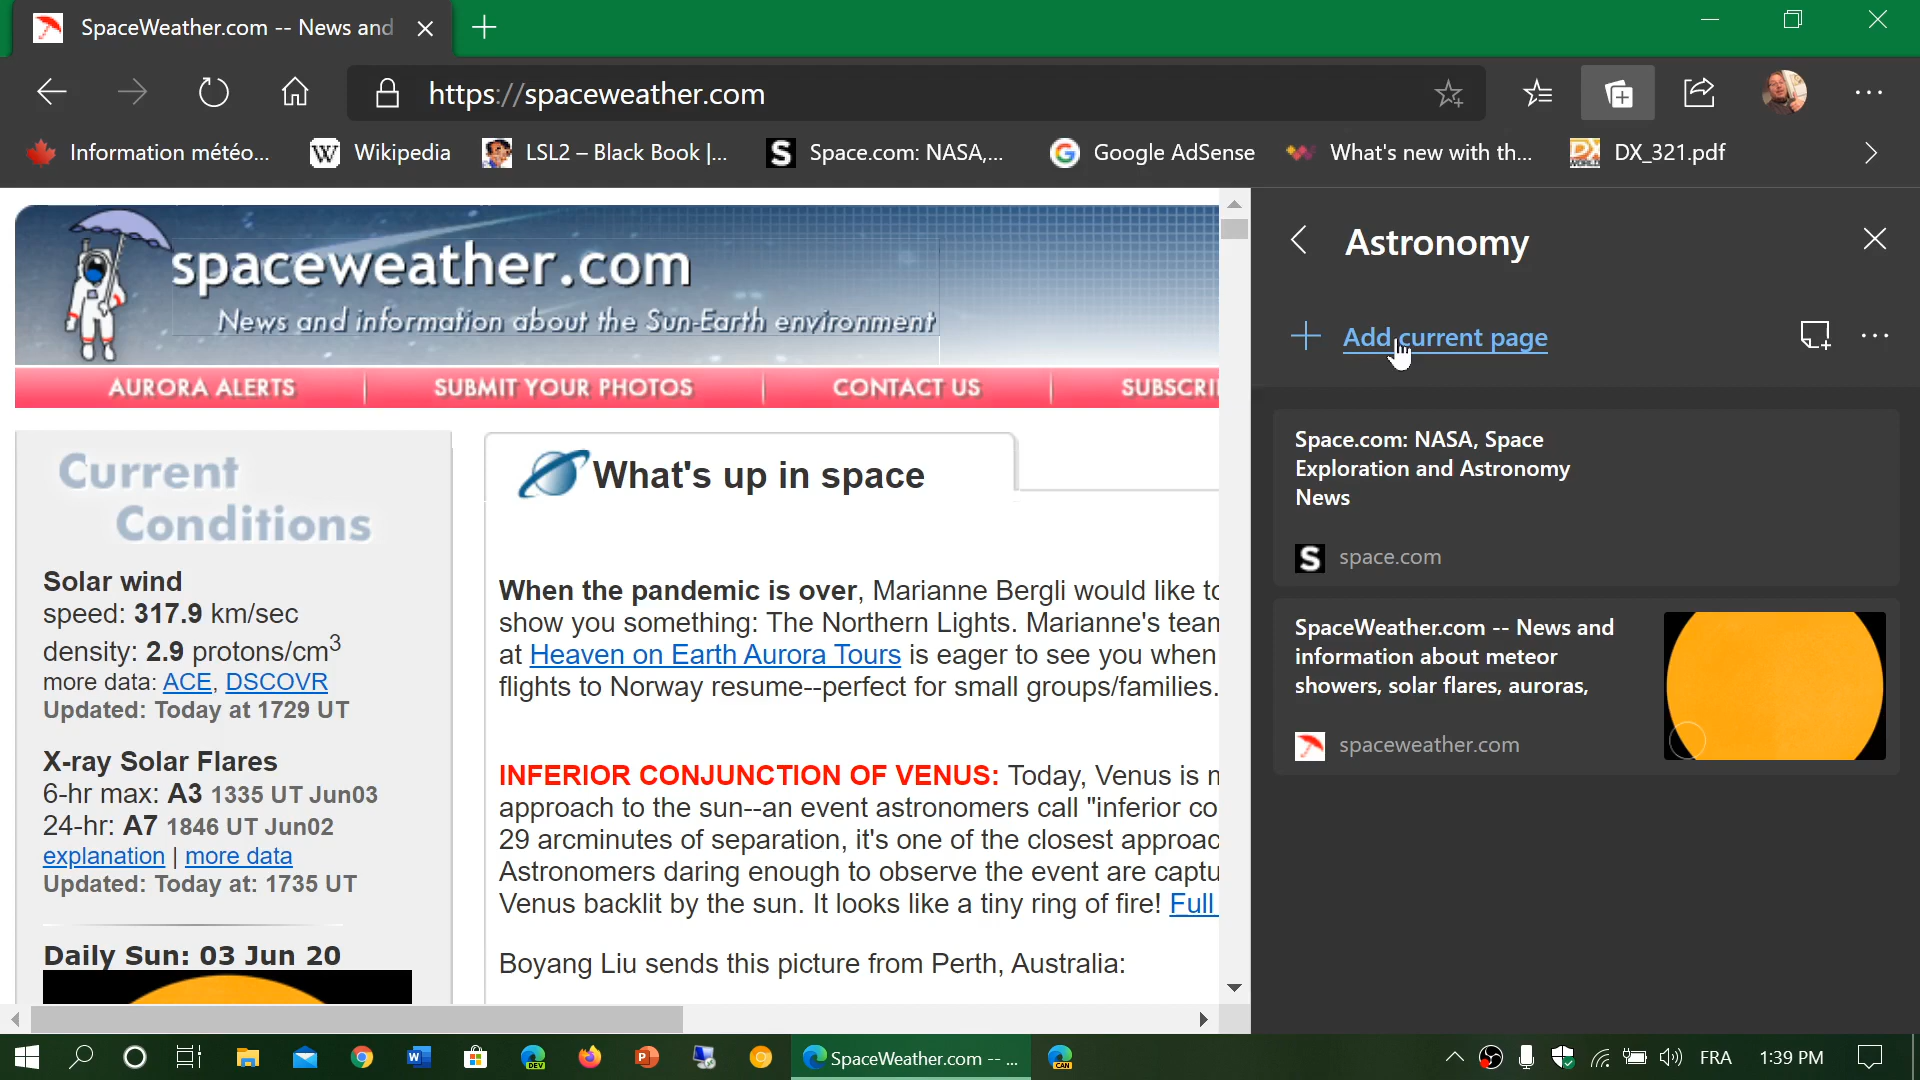 SpaceWeather.com -- News and
https://spaceweather.com
Information météo...
Wikipedia
LSL2 – Black Book |...
Space.com: NASA,...
Google AdSense
What's new with th...
DX_321.pdf
spaceweather.com
News and information about the Sun-Earth environment
AURORA ALERTS
SUBMIT YOUR PHOTOS
CONTACT US
SUBSCRI
Current
Conditions
Solar wind
speed: 317.9 km/sec
density: 2.9 protons/cm3
more data: ACE, DSCOVR
Updated: Today at 1729 UT
X-ray Solar Flares
6-hr max: A3 1335 UT Jun03
24-hr: A7 1846 UT Jun02
explanation | more data
Updated: Today at: 1735 UT
Daily Sun: 03 Jun 20
What's up in space
When the pandemic is over, Marianne Bergli would like to
show you something: The Northern Lights. Marianne's team
at Heaven on Earth Aurora Tours is eager to see you when
flights to Norway resume--perfect for small groups/families.
INFERIOR CONJUNCTION OF VENUS: Today, Venus is
approach to the sun--an event astronomers call "inferior co
29 arcminutes of separation, it's one of the closest approac
Astronomers daring enough to observe the event are captu
Venus backlit by the sun. It looks like a tiny ring of fire! Full
Boyang Liu sends this picture from Perth, Australia:
Astronomy
Add current page
Space.com: NASA, Space
Exploration and Astronomy
News
space.com
SpaceWeather.com -- News and
information about meteor
showers, solar flares, auroras,
spaceweather.com
SpaceWeather.com -- ...
FRA
1:39 PM